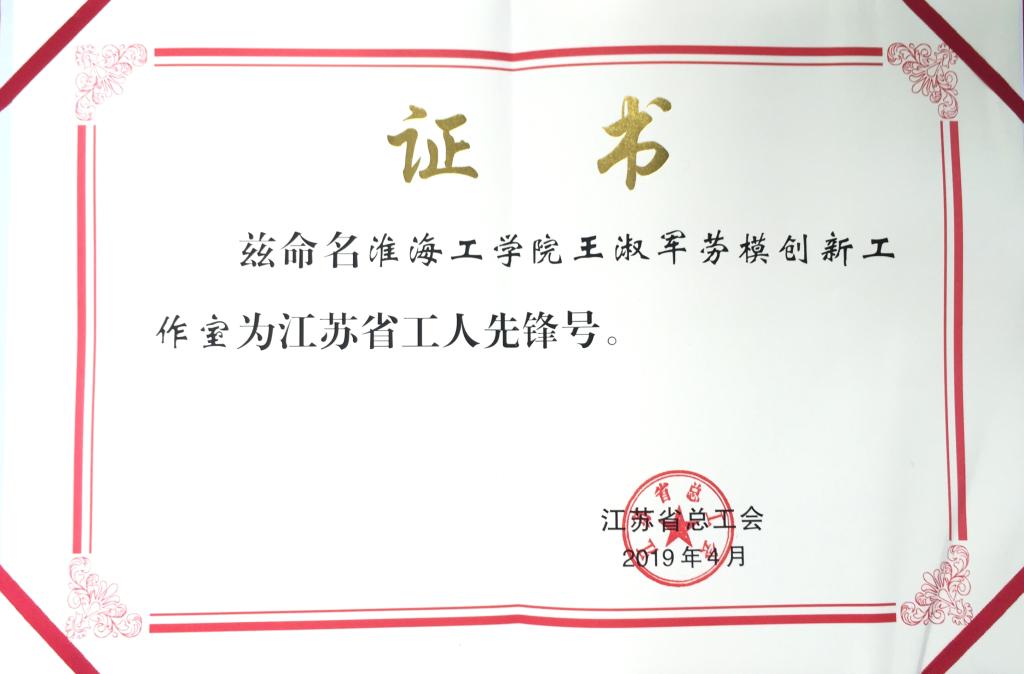 证 书
兹命名淮海工学院王淑军劳模创新工
作室为江苏省工人先锋号。
江苏省总工会
江苏省总工会
2019年4月